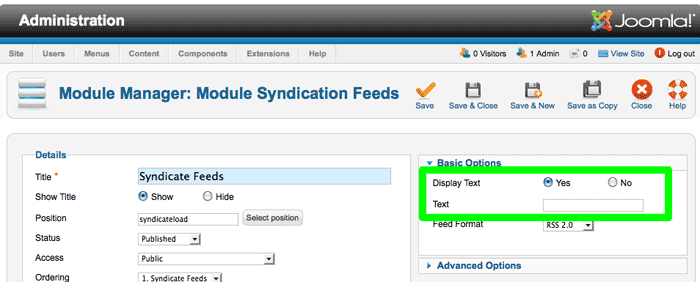 Administration
Joomla!
Site Users Menus Content Components Extensions Help
0 Visitors 1 Admin 0 View Site Log out
Module Manager: Module Syndication Feeds
Save Save & Close Save & New Save as Copy Close Help
Details
Title * Syndicate Feeds
Show Title Show Hide
Position syndicateload Select position
Status Published
Access Public
Ordering 1. Syndicate Feeds
Basic Options
Display Text Yes No
Text
Feed Format RSS 2.0
Advanced Options